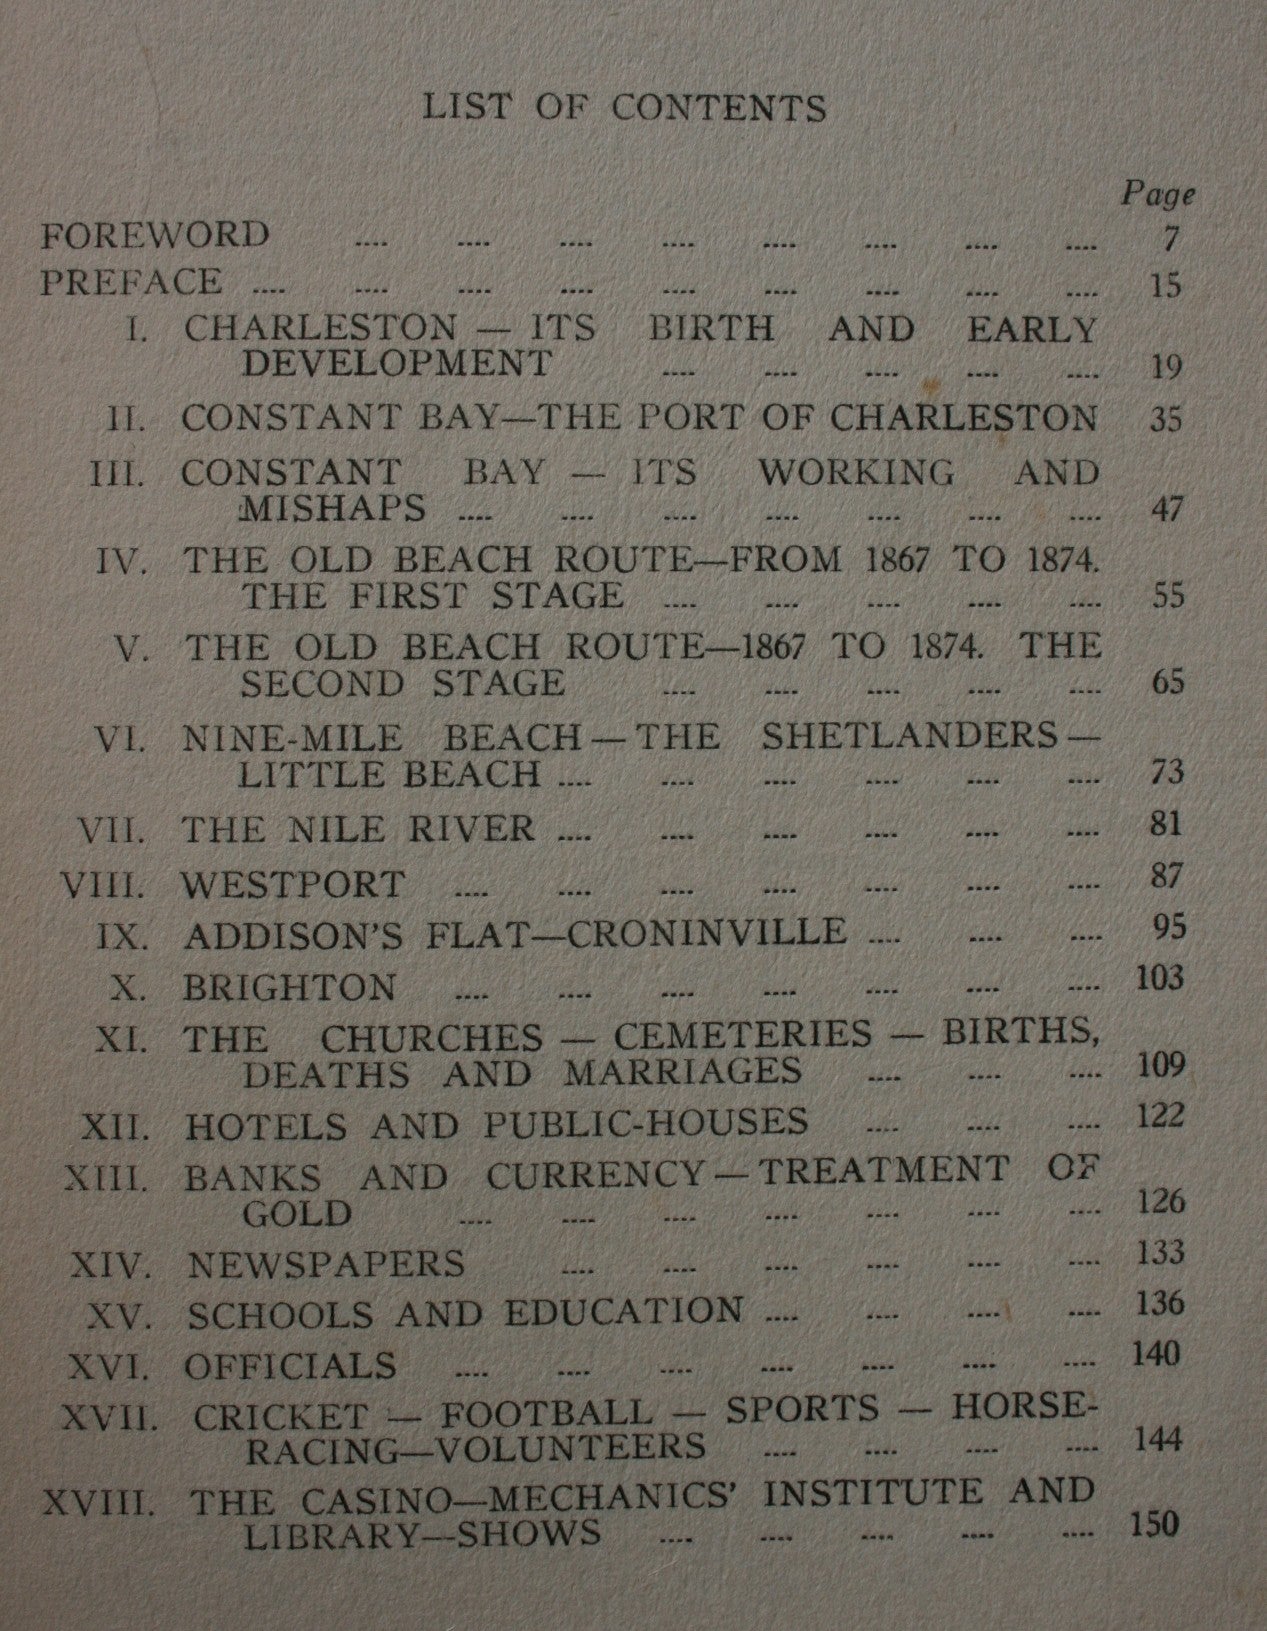 LIST OF CONTENTS
Page
FOREWORD .... .... .... .... .... .... .... .... 7
PREFACE .... .... .... .... .... .... .... .... .... 15
I. CHARLESTON — ITS BIRTH AND EARLY
DEVELOPMENT .... .... .... .... .... 19
II. CONSTANT BAY—THE PORT OF CHARLESTON 35
III. CONSTANT BAY — ITS WORKING AND
MISHAPS .... .... .... .... .... .... .... 47
IV. THE OLD BEACH ROUTE—FROM 1867 TO 1874.
THE FIRST STAGE .... .... .... .... .... 55
V. THE OLD BEACH ROUTE—1867 TO 1874. THE
SECOND STAGE .... .... .... .... .... 65
VI. NINE-MILE BEACH — THE SHETLANDERS —
LITTLE BEACH .... .... .... .... .... .... 73
VII. THE NILE RIVER .... .... .... .... .... .... 81
VIII. WESTPORT .... .... .... .... .... .... .... 87
IX. ADDISON'S FLAT—CRONINVILLE .... .... .... 95
X. BRIGHTON .... .... .... .... .... .... .... 103
XI. THE CHURCHES — CEMETERIES — BIRTHS,
DEATHS AND MARRIAGES .... .... .... 109
XII. HOTELS AND PUBLIC-HOUSES .... .... .... 122
XIII. BANKS AND CURRENCY — TREATMENT OF
GOLD .... .... .... .... .... .... .... 126
XIV. NEWSPAPERS .... .... .... .... .... .... 133
XV. SCHOOLS AND EDUCATION .... .... .... .... 136
XVI. OFFICIALS .... .... .... .... .... .... .... 140
XVII. CRICKET — FOOTBALL — SPORTS — HORSE-
RACING—VOLUNTEERS .... .... .... .... 144
XVIII. THE CASINO—MECHANICS' INSTITUTE AND
LIBRARY—SHOWS .... .... .... .... .... 150